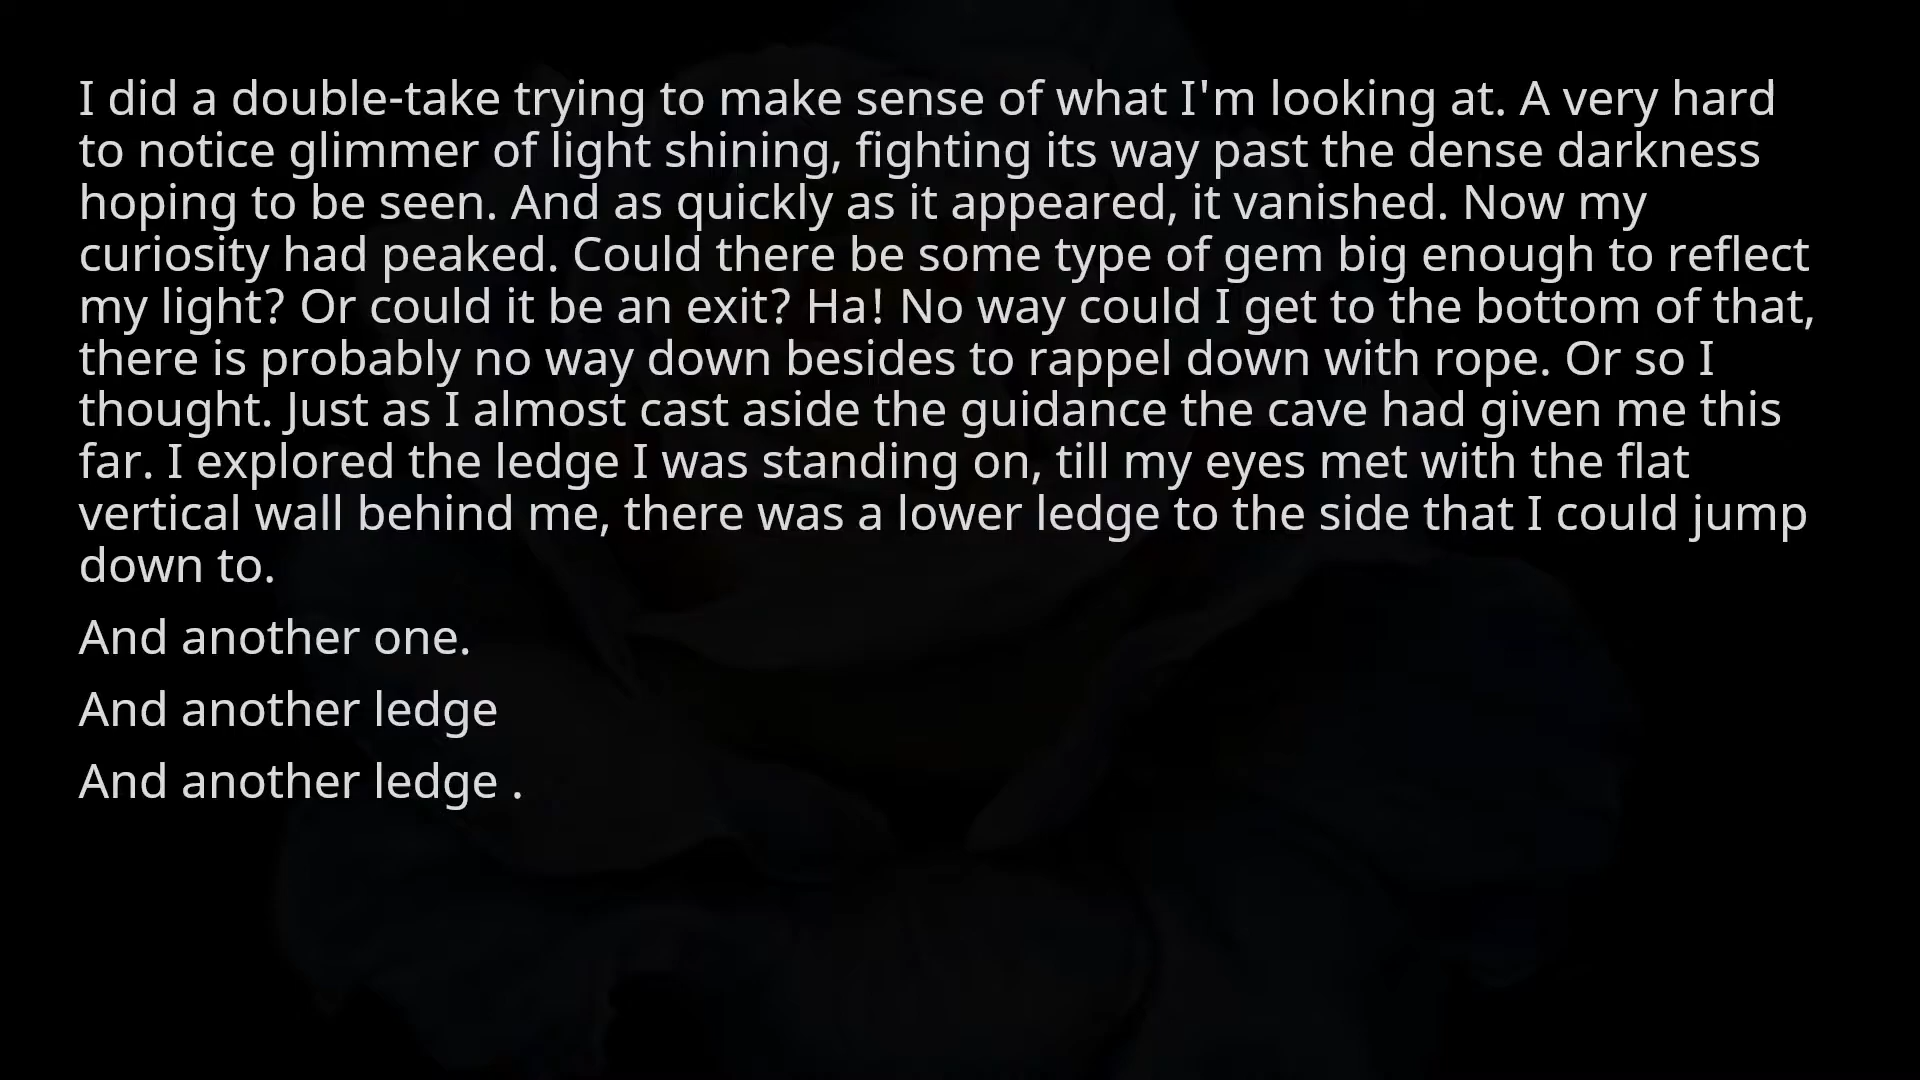 I did a double-take trying to make sense of what I'm looking at. A very hard
to notice glimmer of light shining, fighting its way past the dense darkness
hoping to be seen. And as quickly as it appeared, it vanished. Now my
curiosity had peaked. Could there be some type of gem big enough to reflect
my light? Or could it be an exit? Ha! No way could I get to the bottom of that,
there is probably no way down besides to rappel down with rope. Or so I
thought. Just as I almost cast aside the guidance the cave had given me this
far. I explored the ledge I was standing on, till my eyes met with the flat
vertical wall behind me, there was a lower ledge to the side that I could jump
down to.
And another one.
And another ledge
And another ledge .